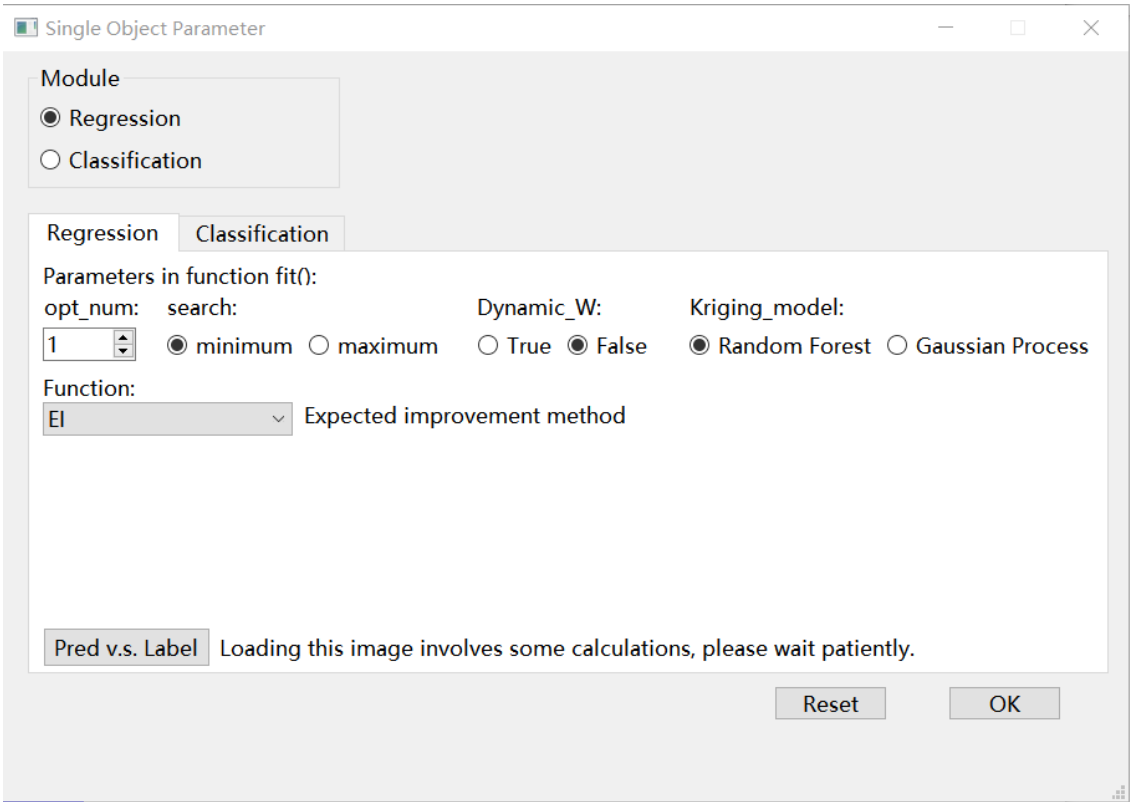 Single Object Parameter
Module
Regression
Classification
Regression Classification
Parameters in function fit():
opt_num: search: Dynamic_W: Kriging_model:
1 minimum maximum True False Random Forest Gaussian Process
Function:
EI Expected improvement method
Pred v.s. Label Loading this image involves some calculations, please wait patiently.
Reset OK